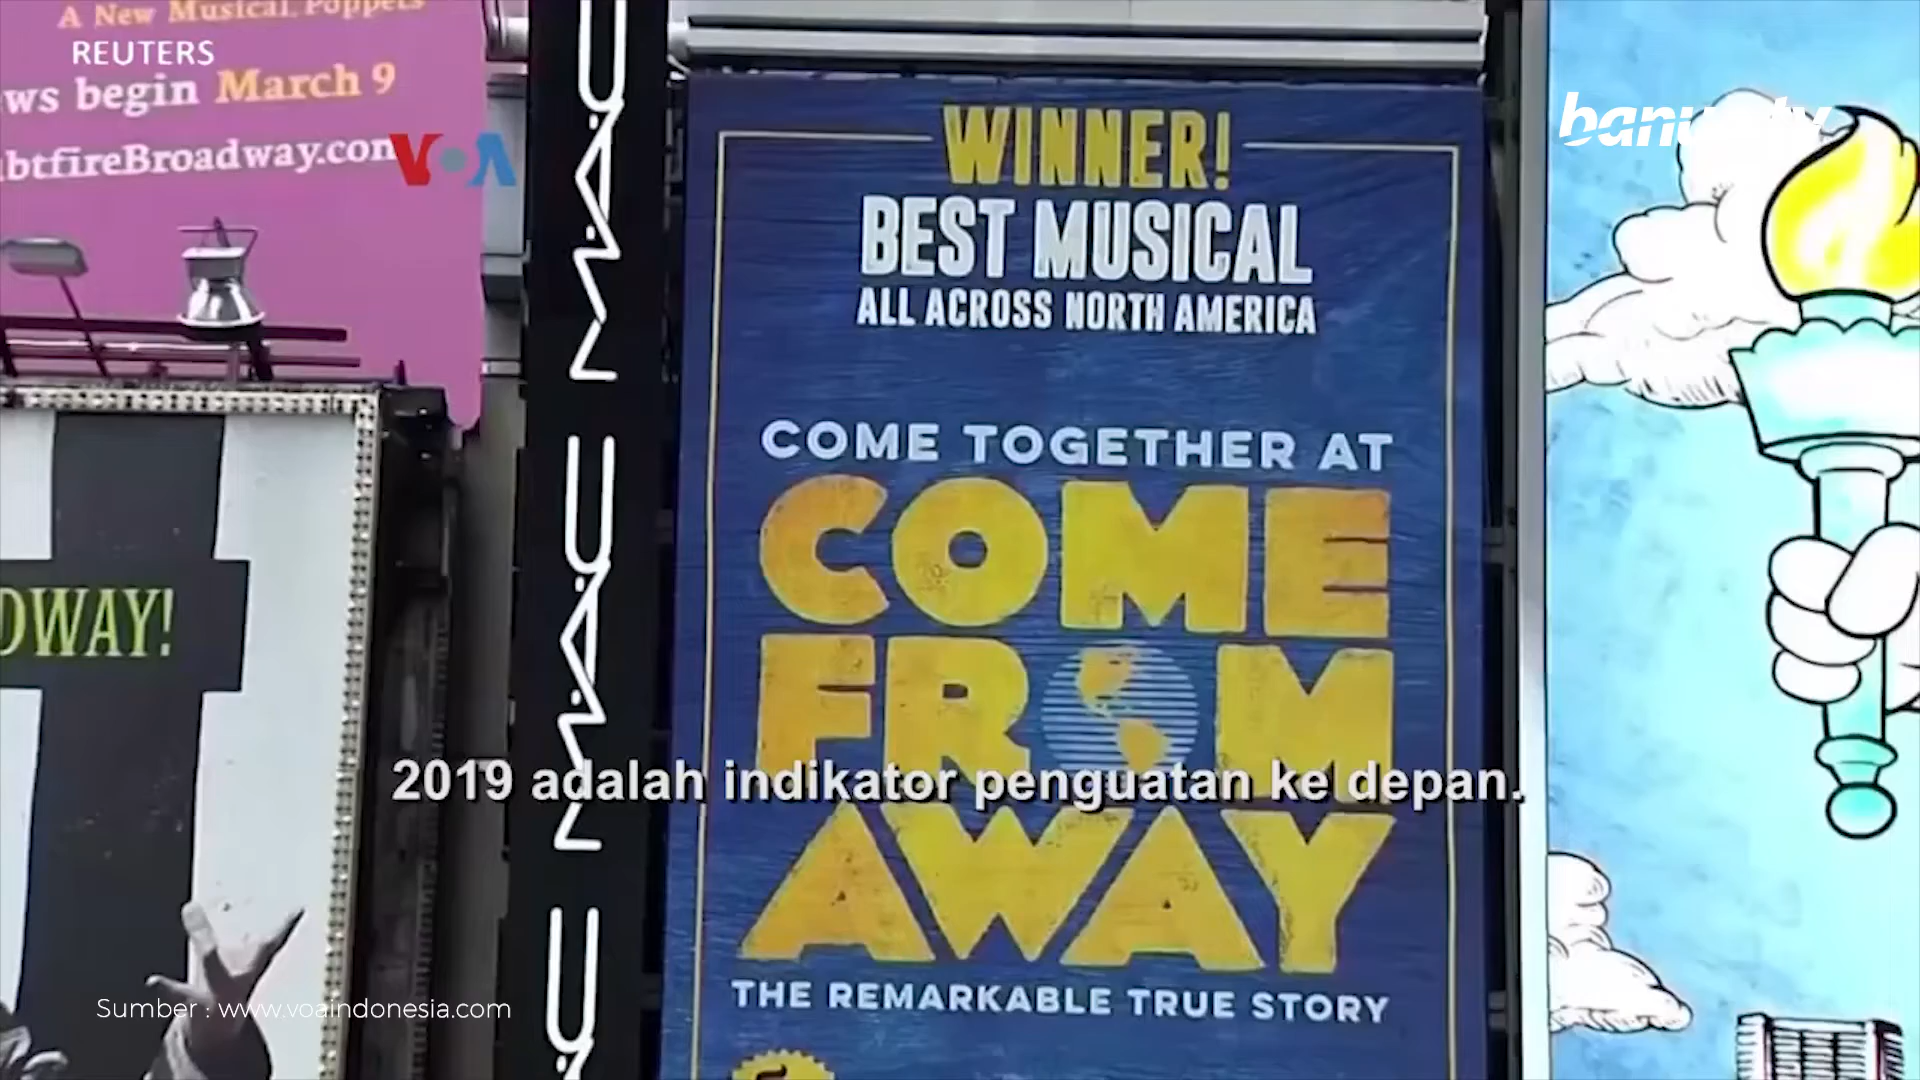 A New Musical. Poppets
REUTERS
ws begin March 9
btfireBroadway.com
VOA
MAC
MAC
WINNER!
BEST MUSICAL
ALL ACROSS NORTH AMERICA
COME TOGETHER AT
COME
FROM
AWAY
THE REMARKABLE TRUE STORY
DWAY!
2019 adalah indikator penguatan ke depan.
Sumber : www.voaindonesia.com